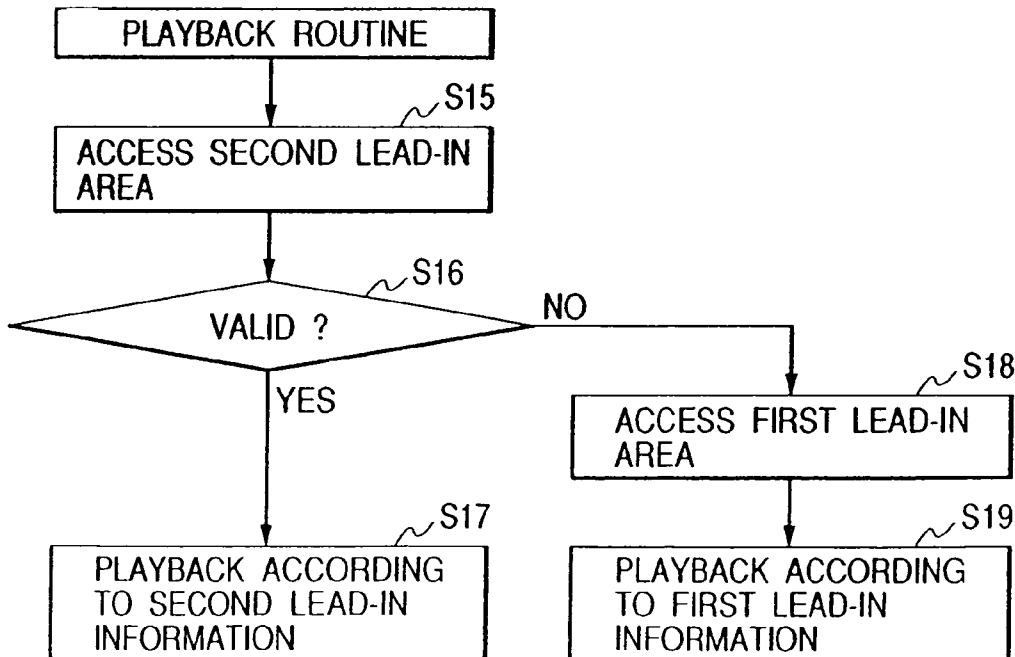 PLAYBACK ROUTINE
S15
ACCESS SECOND LEAD-IN
AREA
S16
VALID ?
NO
YES
S18
ACCESS FIRST LEAD-IN
AREA
S17
PLAYBACK ACCORDING
TO SECOND LEAD-IN
INFORMATION
S19
PLAYBACK ACCORDING
TO FIRST LEAD-IN
INFORMATION